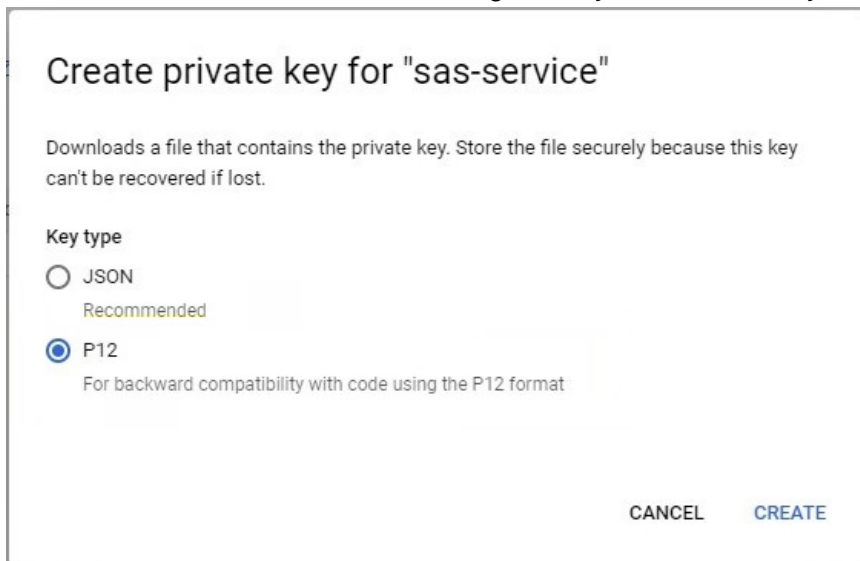 Create private key for "sas-service"
Downloads a file that contains the private key. Store the file securely because this key
can't be recovered if lost.
Key type
JSON
Recommended
P12
For backward compatibility with code using the P12 format
CANCEL CREATE